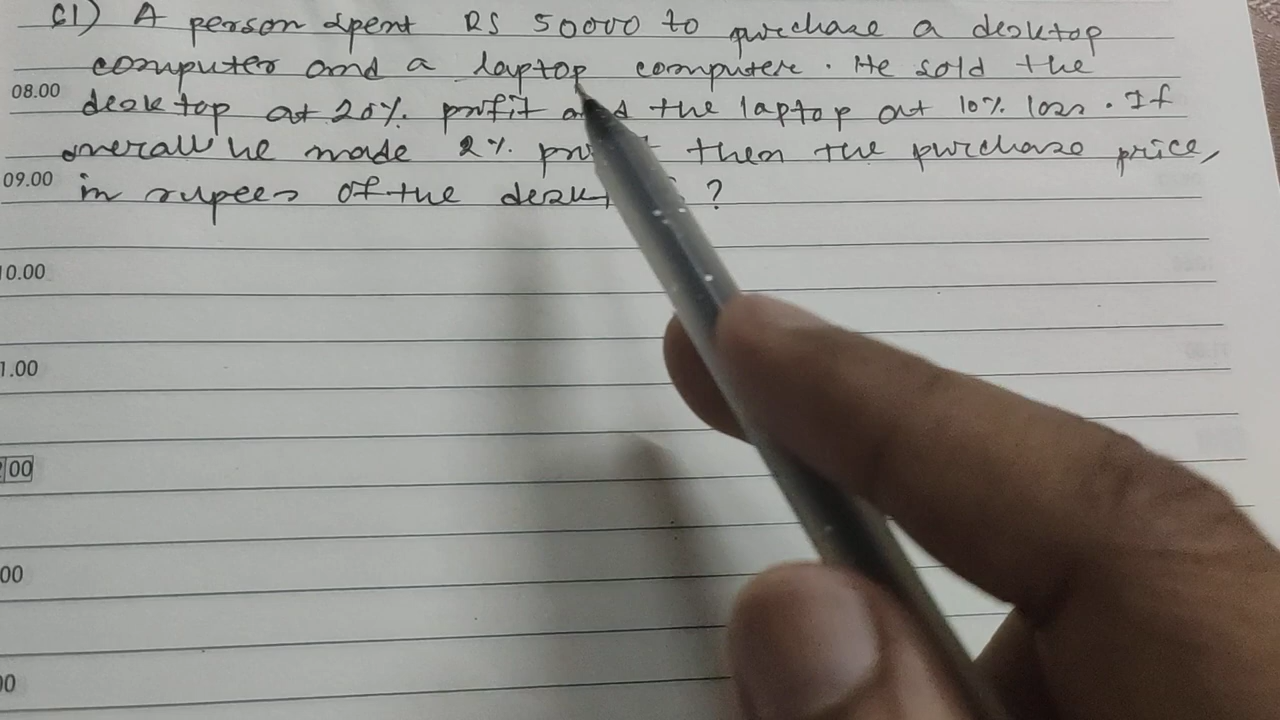 Q1) A person spent RS 50000 to purchase a desktop
computer and a laptop computer. He sold the
08.00
desktop at 20% profit and the laptop at 10% loss. If
overall he made 2% then the purchase price,
09.00
in rupees of the ?
10.00
1.00
00
00
00